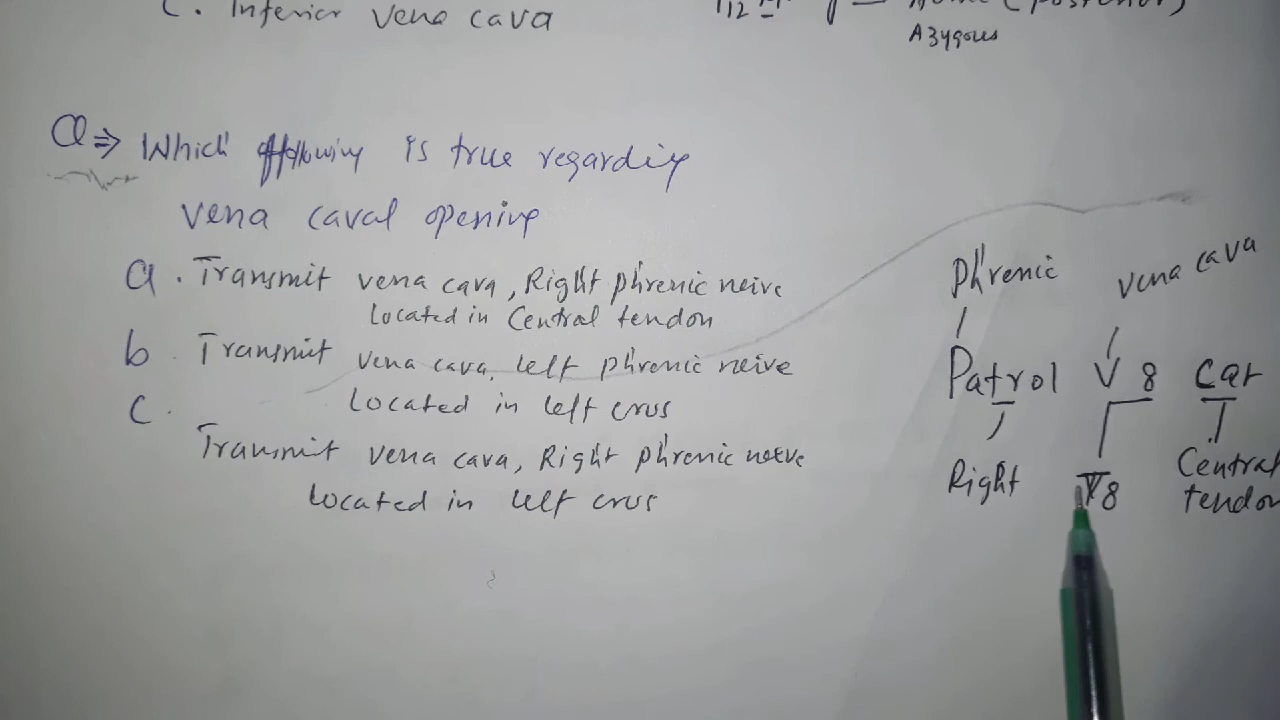 C. Inferior vena cava
T12
Azygous
Q⇒ Which following is true regarding
vena caval opening
a. Transmit vena cava, Right phrenic nerve
Located in Central tendon
b. Transmit vena cava, left phrenic nerve
Located in left crus
C.
Transmit vena cava, Right phrenic nerve
located in left crus
Phrenic vena cava
Patrol V 8 Car
Right T8 Central
tendon